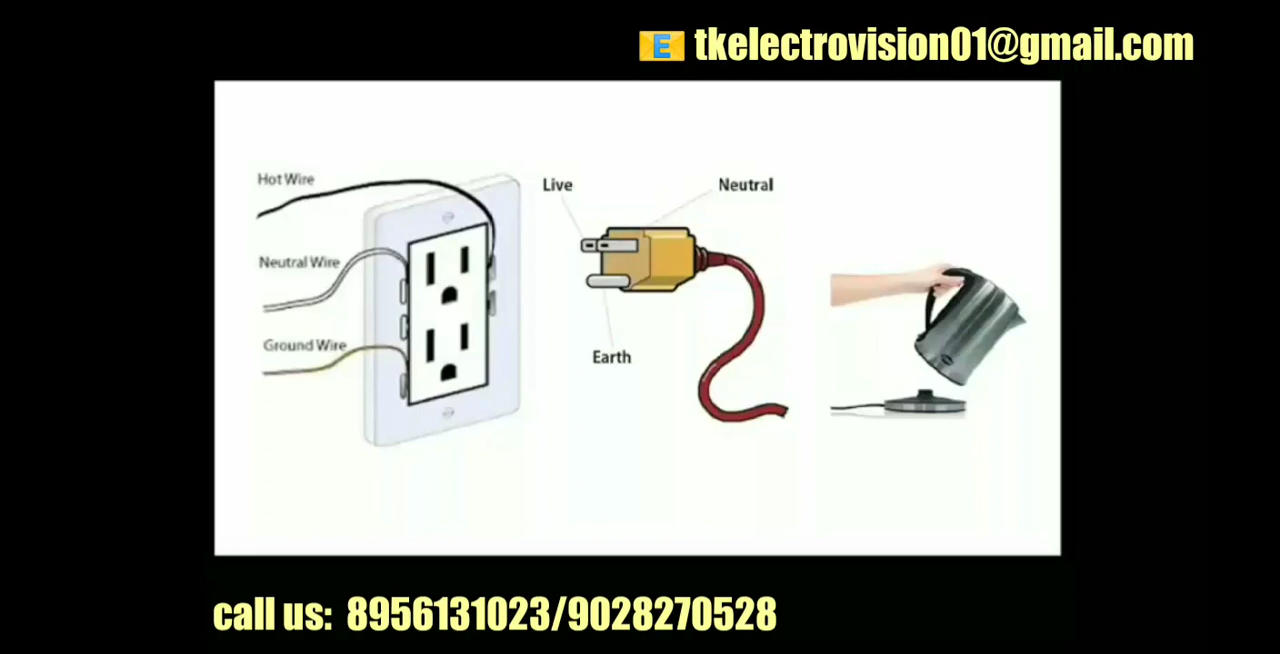 📧 tkelectrovision01@gmail.com
Hot Wire
Live
Neutral
Neutral Wire
Ground Wire
Earth
call us: 8956131023/9028270528